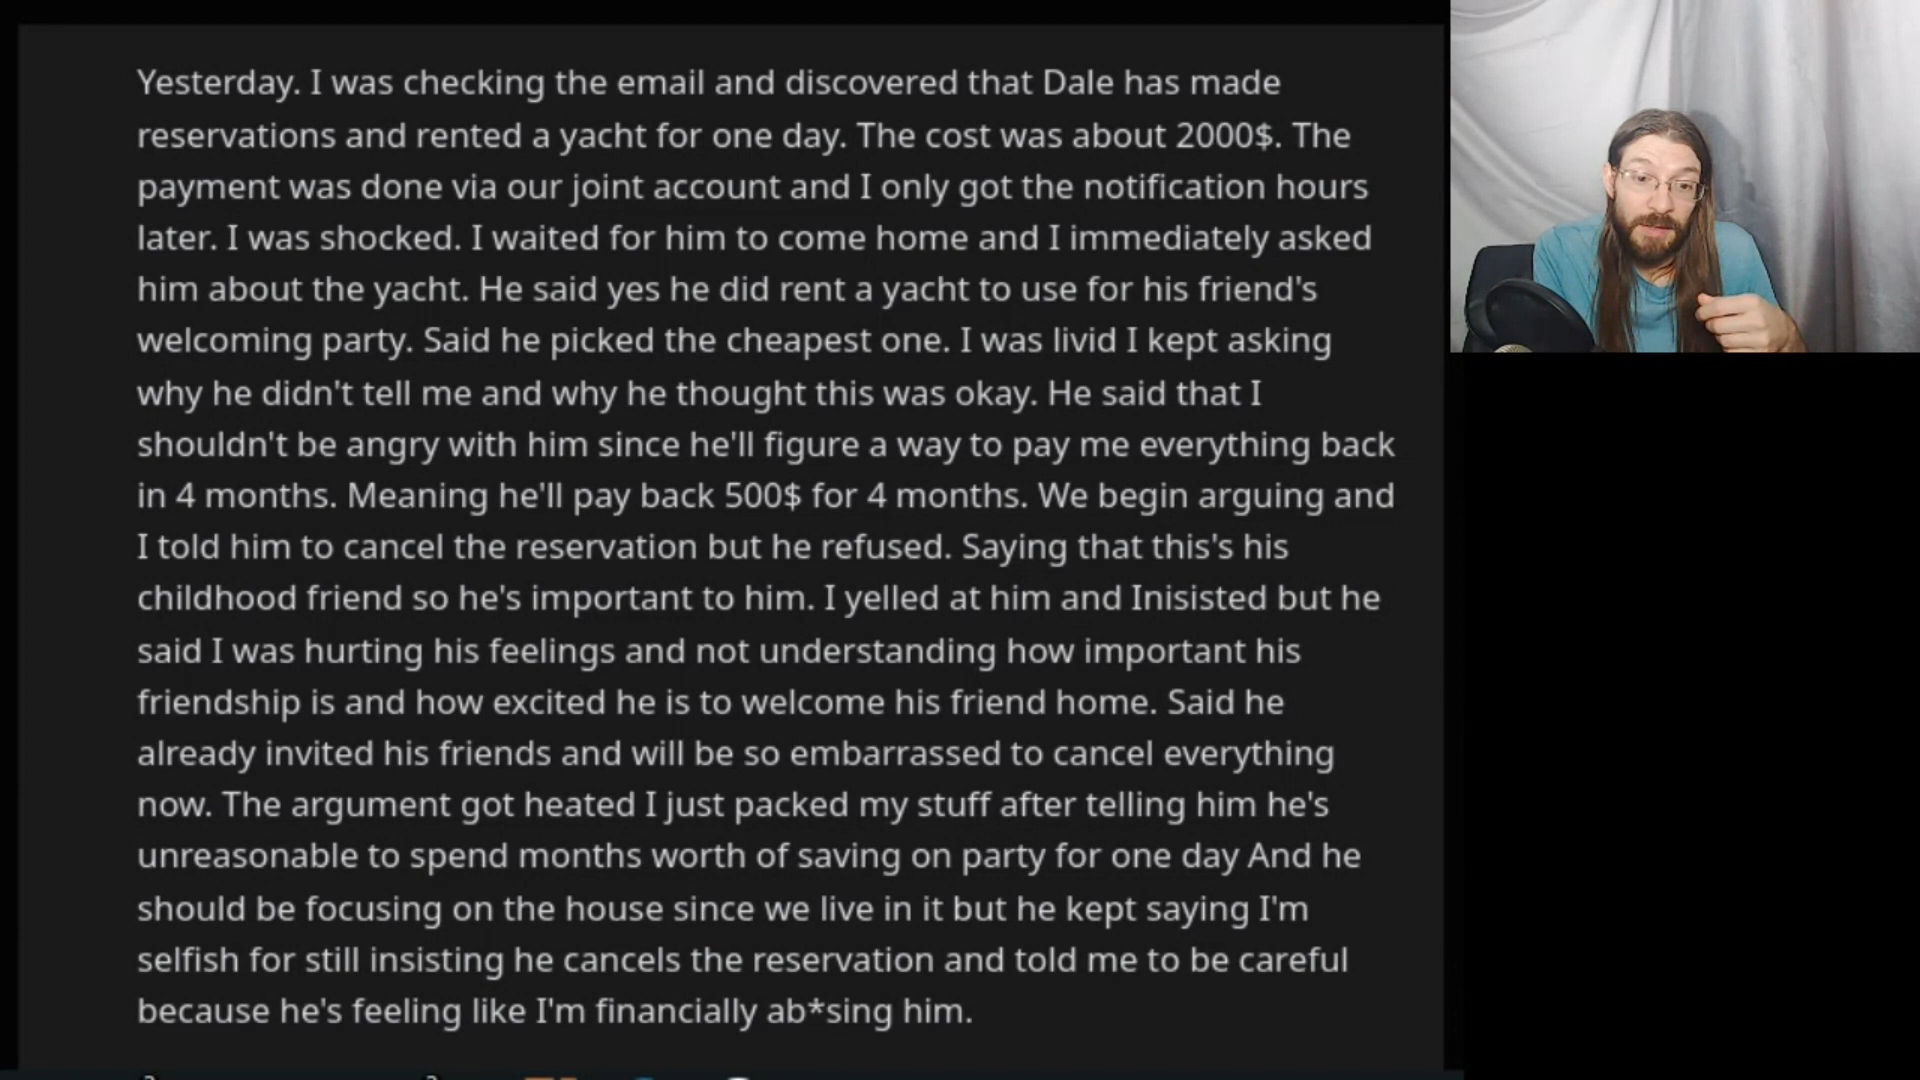 Yesterday. I was checking the email and discovered that Dale has made
reservations and rented a yacht for one day. The cost was about 2000$. The
payment was done via our joint account and I only got the notification hours
later. I was shocked. I waited for him to come home and I immediately asked
him about the yacht. He said yes he did rent a yacht to use for his friend's
welcoming party. Said he picked the cheapest one. I was livid I kept asking
why he didn't tell me and why he thought this was okay. He said that I
shouldn't be angry with him since he'll figure a way to pay me everything back
in 4 months. Meaning he'll pay back 500$ for 4 months. We begin arguing and
I told him to cancel the reservation but he refused. Saying that this's his
childhood friend so he's important to him. I yelled at him and Inisisted but he
said I was hurting his feelings and not understanding how important his
friendship is and how excited he is to welcome his friend home. Said he
already invited his friends and will be so embarrassed to cancel everything
now. The argument got heated I just packed my stuff after telling him he's
unreasonable to spend months worth of saving on party for one day And he
should be focusing on the house since we live in it but he kept saying I'm
selfish for still insisting he cancels the reservation and told me to be careful
because he's feeling like I'm financially ab*sing him.